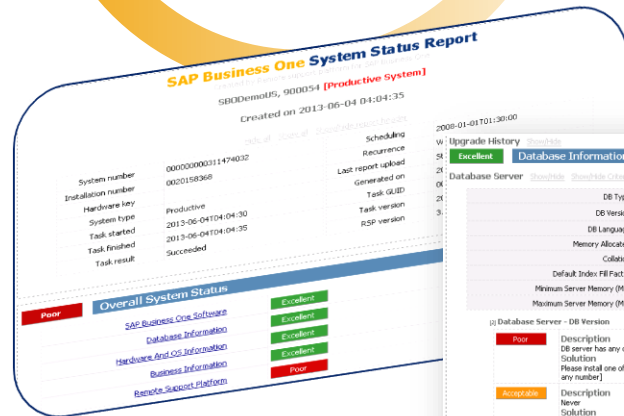 SAP Business One System Status Report
SBODemoUS, 900054 [Productive System]
Created on 2013-06-04 04:04:35
System number 000000000311474032
Installation number 0020158368
Hardware key
System type Productive
Task started 2013-06-04T04:04:30
Task finished 2013-06-04T04:04:35
Task result Succeeded
Scheduling 2008-01-01T01:30:00
Recurrence
Last report upload
Generated on
Task GUID
Task version
RSP version
Poor Overall System Status
SAP Business One Software Excellent
Database Information Excellent
Hardware And OS Information Excellent
Business Information Excellent
Remote Support Platform Poor
Upgrade History Show/Hide
Excellent Database Information
Database Server Show/Hide Show/Hide
DB Typ
DB Versi
DB Languag
Memory Allocate
Collatio
Default Index Fill Fact
Minimum Server Memory (M
Maximum Server Memory (M
[2] Database Server - DB Version
Poor Description
DB server has any
Solution
Please install one of
any number]
Acceptable Description
Never
Solution